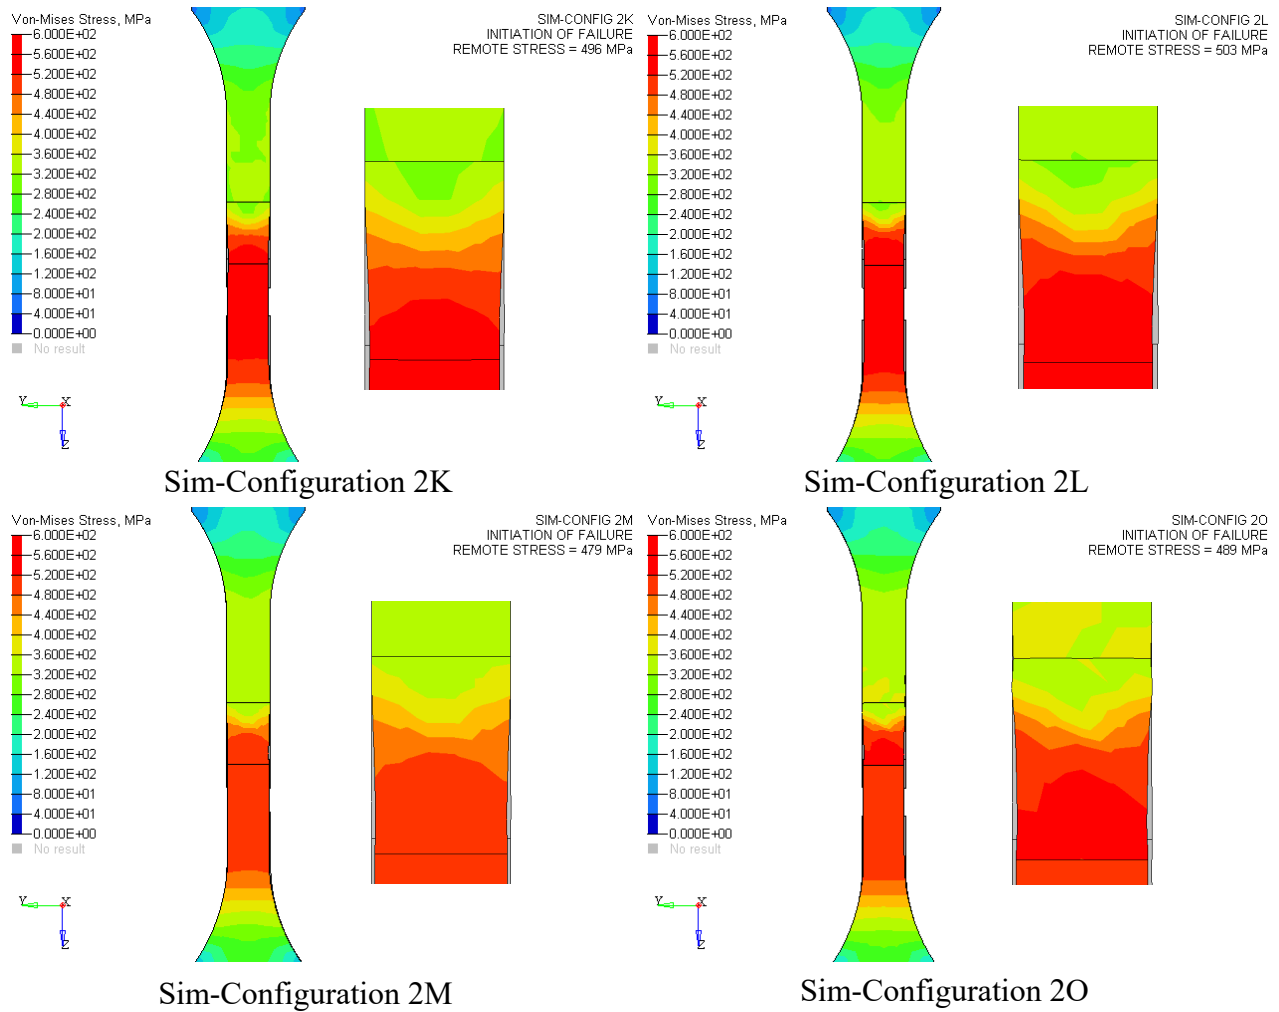 Von-Mises Stress, MPa
6.000E+02
5.600E+02
5.200E+02
4.800E+02
4.400E+02
4.000E+02
3.600E+02
3.200E+02
2.800E+02
2.400E+02
2.000E+02
1.600E+02
1.200E+02
8.000E+01
4.000E+01
0.000E+00
No result
SIM-CONFIG 2K
INITIATION OF FAILURE
REMOTE STRESS = 496 MPa
Y
X
Z
Sim-Configuration 2K
Von-Mises Stress, MPa
6.000E+02
5.600E+02
5.200E+02
4.800E+02
4.400E+02
4.000E+02
3.600E+02
3.200E+02
2.800E+02
2.400E+02
2.000E+02
1.600E+02
1.200E+02
8.000E+01
4.000E+01
0.000E+00
No result
SIM-CONFIG 2L
INITIATION OF FAILURE
REMOTE STRESS = 503 MPa
Y
X
Z
Sim-Configuration 2L
Von-Mises Stress, MPa
6.000E+02
5.600E+02
5.200E+02
4.800E+02
4.400E+02
4.000E+02
3.600E+02
3.200E+02
2.800E+02
2.400E+02
2.000E+02
1.600E+02
1.200E+02
8.000E+01
4.000E+01
0.000E+00
No result
SIM-CONFIG 2M
INITIATION OF FAILURE
REMOTE STRESS = 479 MPa
Y
X
Z
Sim-Configuration 2M
Von-Mises Stress, MPa
6.000E+02
5.600E+02
5.200E+02
4.800E+02
4.400E+02
4.000E+02
3.600E+02
3.200E+02
2.800E+02
2.400E+02
2.000E+02
1.600E+02
1.200E+02
8.000E+01
4.000E+01
0.000E+00
No result
SIM-CONFIG 2O
INITIATION OF FAILURE
REMOTE STRESS = 489 MPa
Y
X
Z
Sim-Configuration 2O